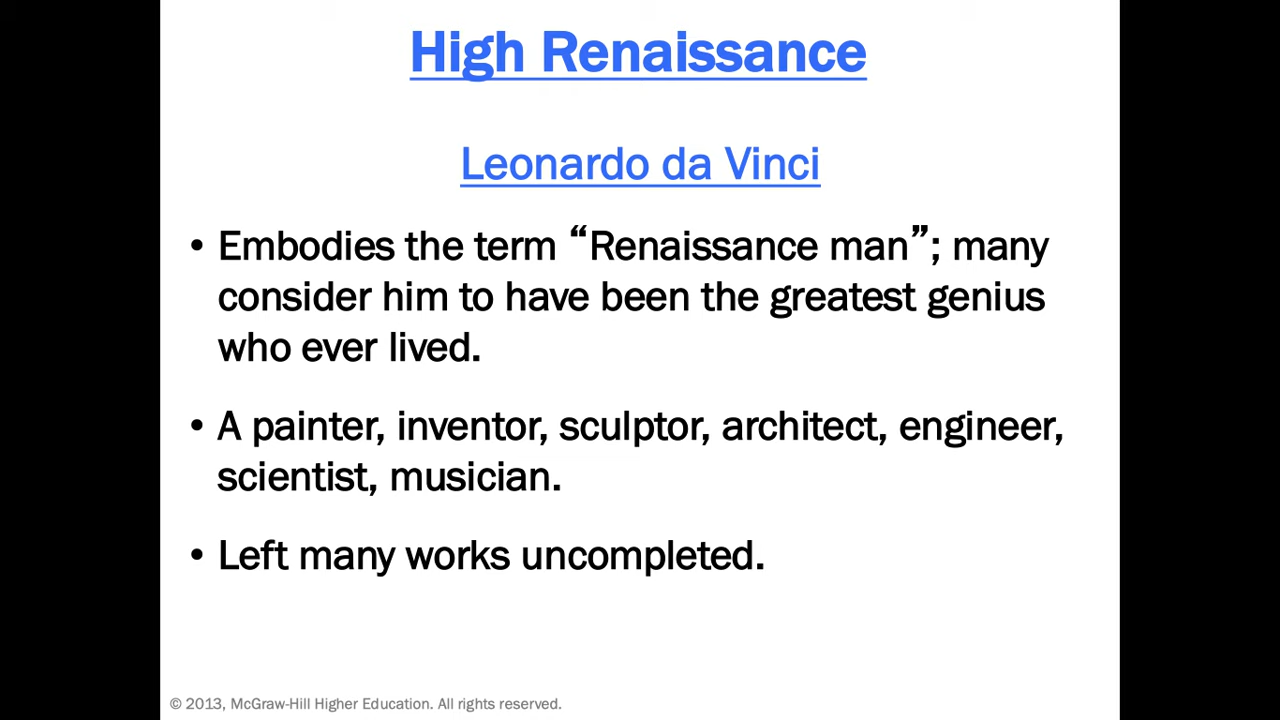 High Renaissance
Leonardo da Vinci
• Embodies the term “Renaissance man”; many
consider him to have been the greatest genius
who ever lived.
• A painter, inventor, sculptor, architect, engineer,
scientist, musician.
• Left many works uncompleted.
© 2013, McGraw-Hill Higher Education. All rights reserved.